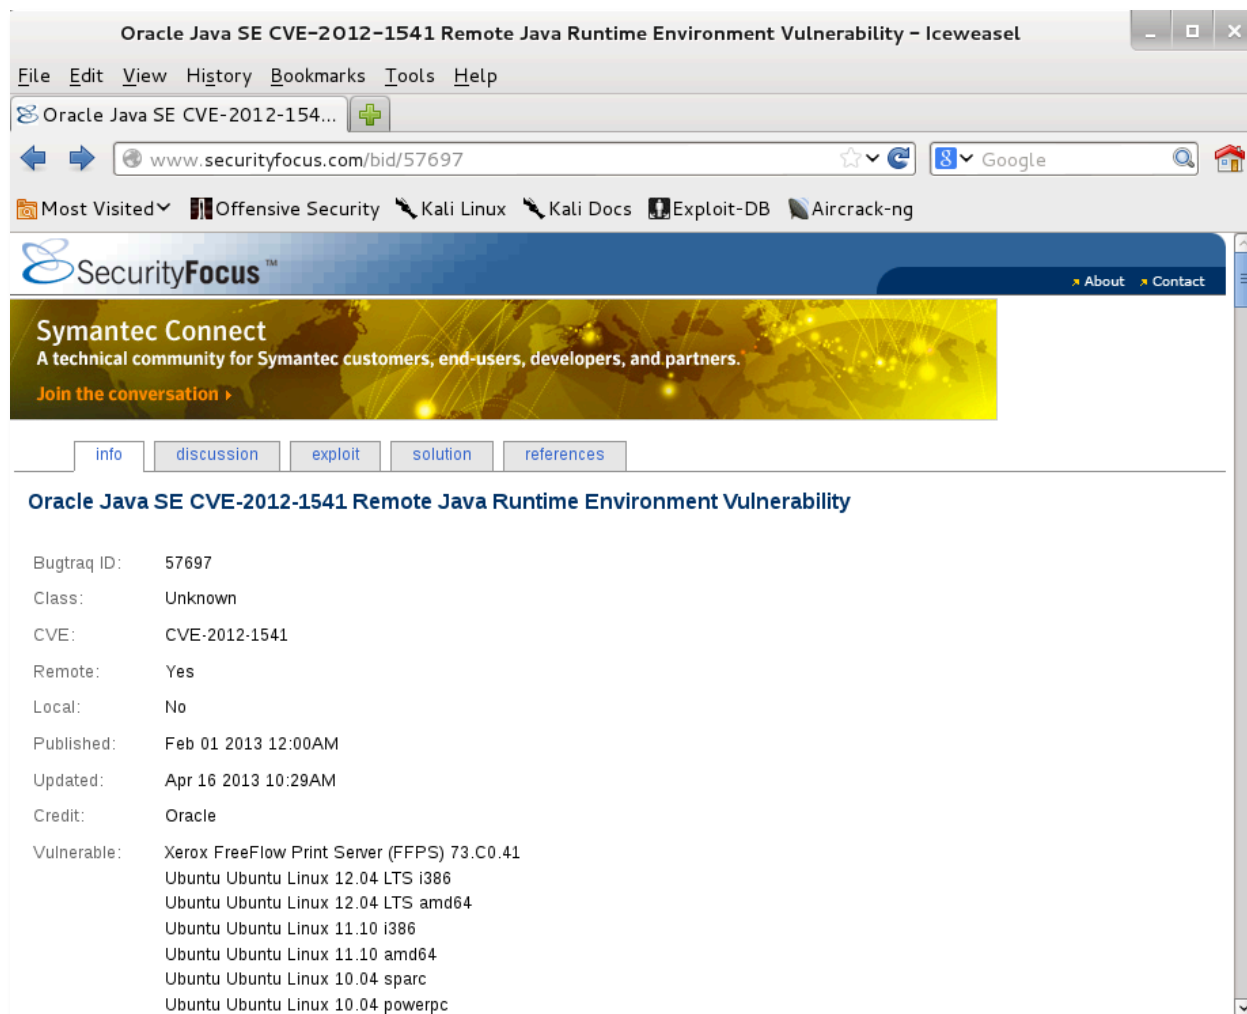 Oracle Java SE CVE-2012-1541 Remote Java Runtime Environment Vulnerability - Iceweasel
File Edit View History Bookmarks Tools Help
Oracle Java SE CVE-2012-154...
www.securityfocus.com/bid/57697
8 Google
Most Visited Offensive Security Kali Linux Kali Docs Exploit-DB Aircrack-ng
SecurityFocus™
About Contact
Symantec Connect
A technical community for Symantec customers, end-users, developers, and partners.
Join the conversation
info discussion exploit solution references
Oracle Java SE CVE-2012-1541 Remote Java Runtime Environment Vulnerability
Bugtraq ID: 57697
Class: Unknown
CVE: CVE-2012-1541
Remote: Yes
Local: No
Published: Feb 01 2013 12:00AM
Updated: Apr 16 2013 10:29AM
Credit: Oracle
Vulnerable: Xerox FreeFlow Print Server (FFPS) 73.C0.41
Ubuntu Ubuntu Linux 12.04 LTS i386
Ubuntu Ubuntu Linux 12.04 LTS amd64
Ubuntu Ubuntu Linux 11.10 i386
Ubuntu Ubuntu Linux 11.10 amd64
Ubuntu Ubuntu Linux 10.04 sparc
Ubuntu Ubuntu Linux 10.04 powerpc